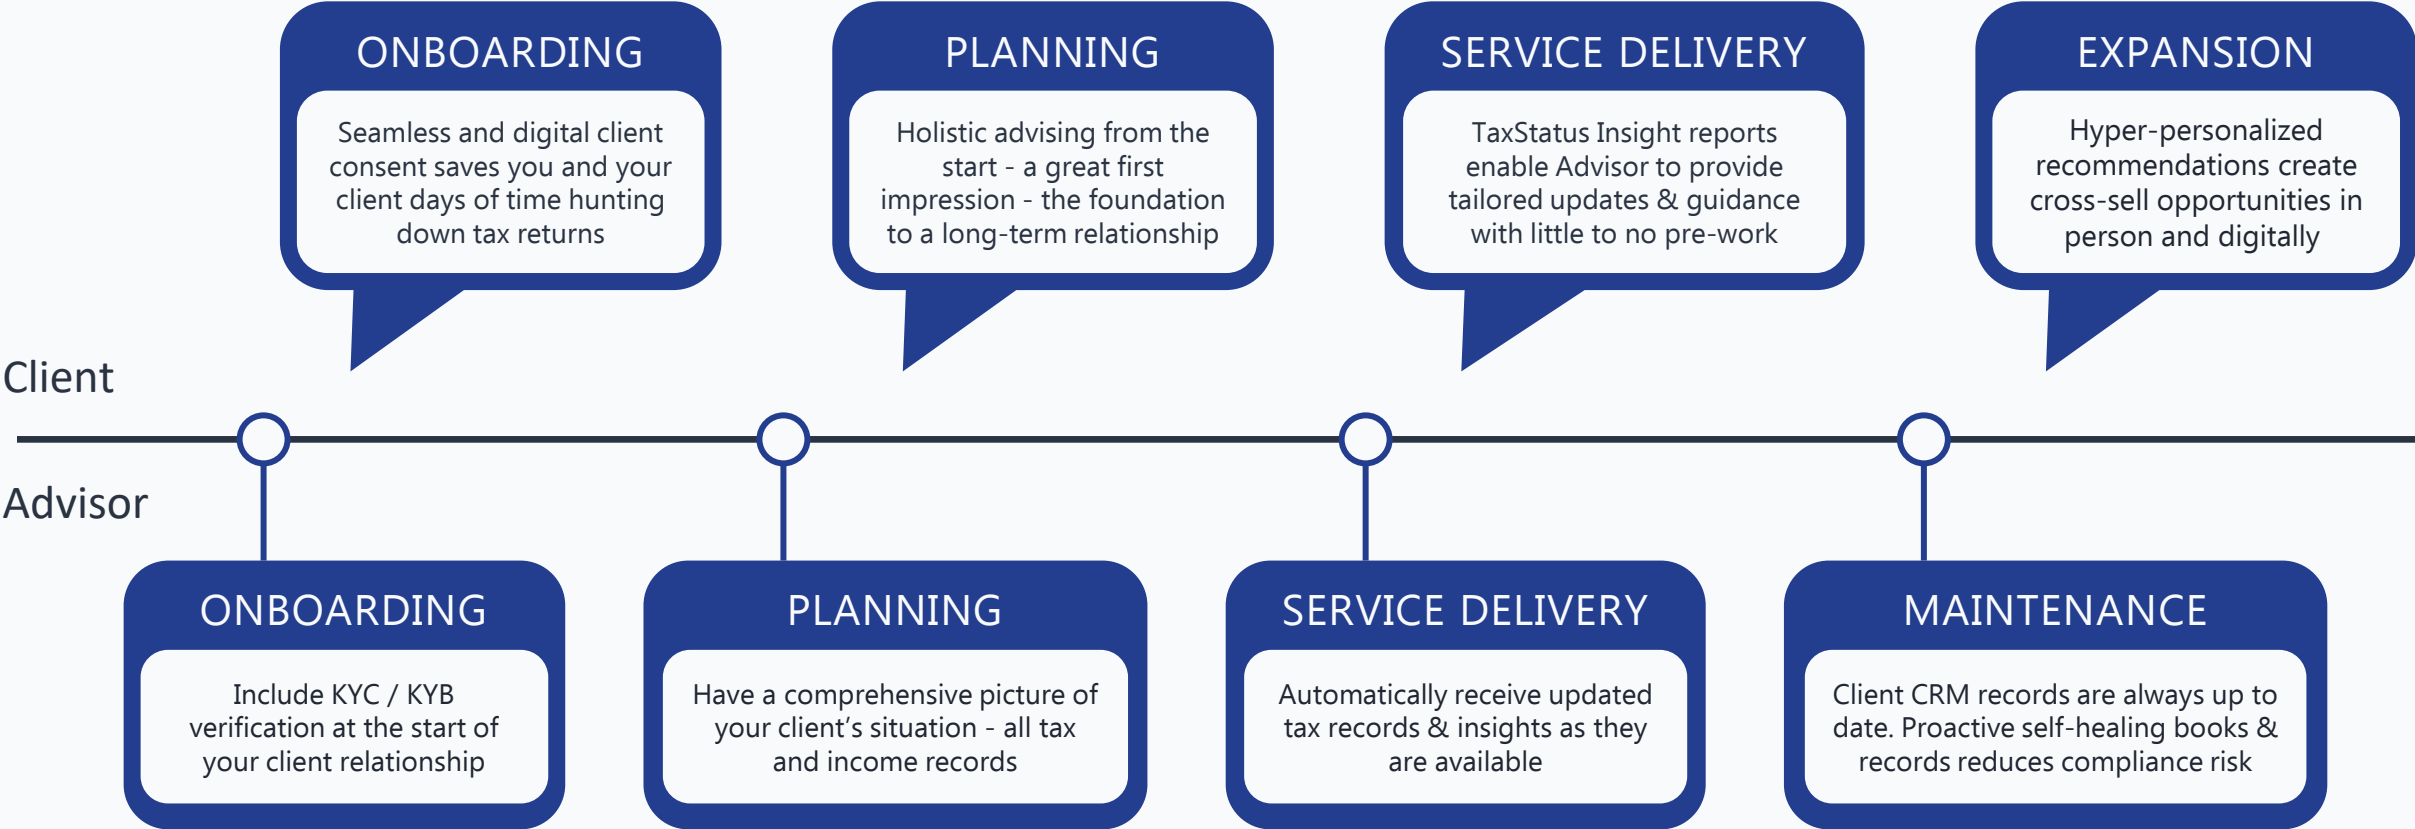 ONBOARDING
Seamless and digital client
consent saves you and your
client days of time hunting
down tax returns
PLANNING
Holistic advising from the
start - a great first
impression - the foundation
to a long-term relationship
SERVICE DELIVERY
TaxStatus Insight reports
enable Advisor to provide
tailored updates & guidance
with little to no pre-work
EXPANSION
Hyper-personalized
recommendations create
cross-sell opportunities in
person and digitally
Client
Advisor
ONBOARDING
Include KYC / KYB
verification at the start of
your client relationship
PLANNING
Have a comprehensive picture of
your client’s situation - all tax
and income records
SERVICE DELIVERY
Automatically receive updated
tax records & insights as they
are available
MAINTENANCE
Client CRM records are always up to
date. Proactive self-healing books &
records reduces compliance risk